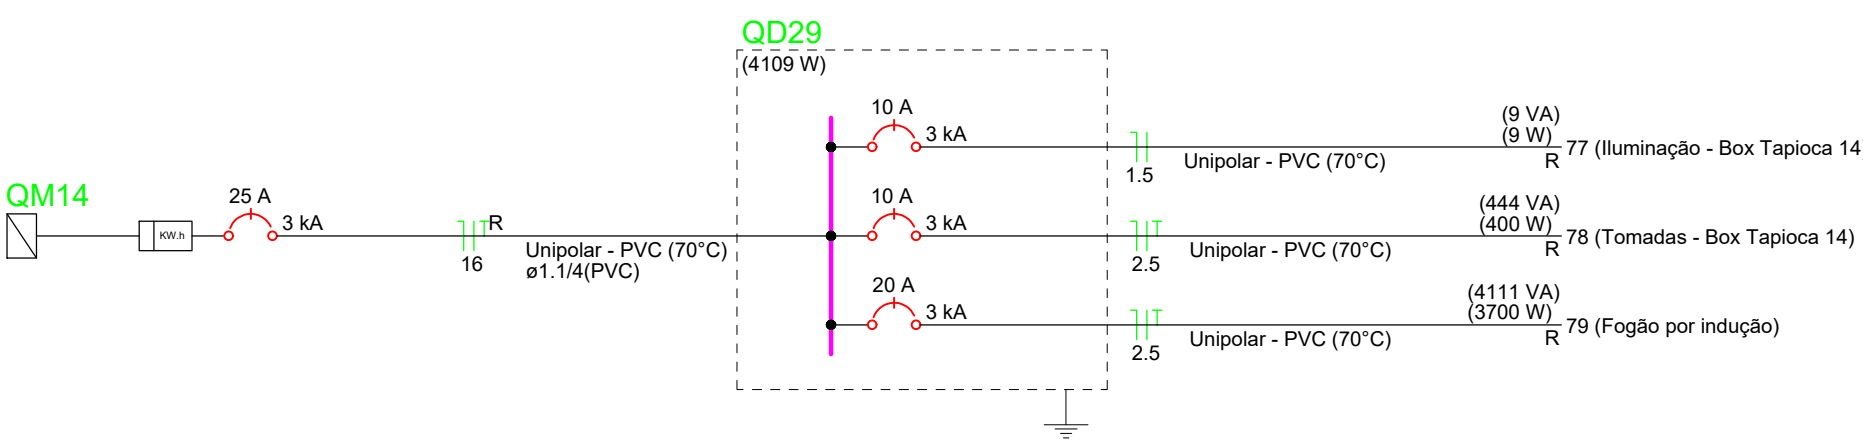 QD29
(4109 W)
10 A
3 kA
(9 VA)
(9 W)
R
77 (Iluminação - Box Tapioca 14
Unipolar - PVC (70°C)
1.5
QM14
KW.h
25 A
3 kA
R
16
Unipolar - PVC (70°C)
ø1.1/4(PVC)
10 A
3 kA
(444 VA)
(400 W)
R
78 (Tomadas - Box Tapioca 14)
Unipolar - PVC (70°C)
2.5
20 A
3 kA
(4111 VA)
(3700 W)
R
79 (Fogão por indução)
Unipolar - PVC (70°C)
2.5